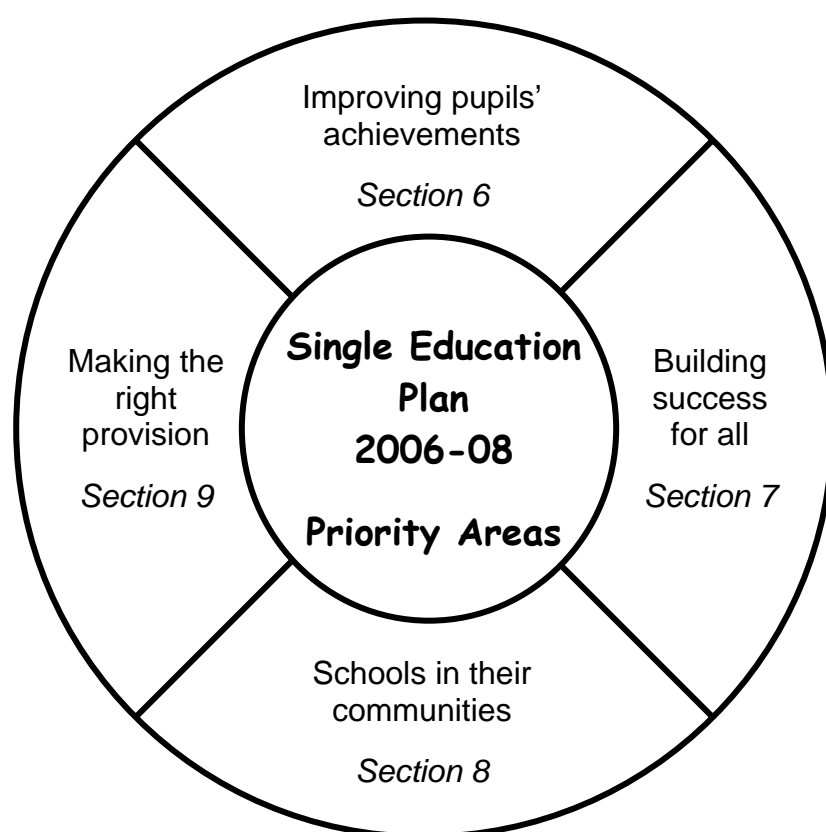 Improving pupils'
achievements
Section 6
Making the
right
provision
Section 9
Single Education
Plan
2006-08
Priority Areas
Building
success
for all
Section 7
Schools in their
communities
Section 8